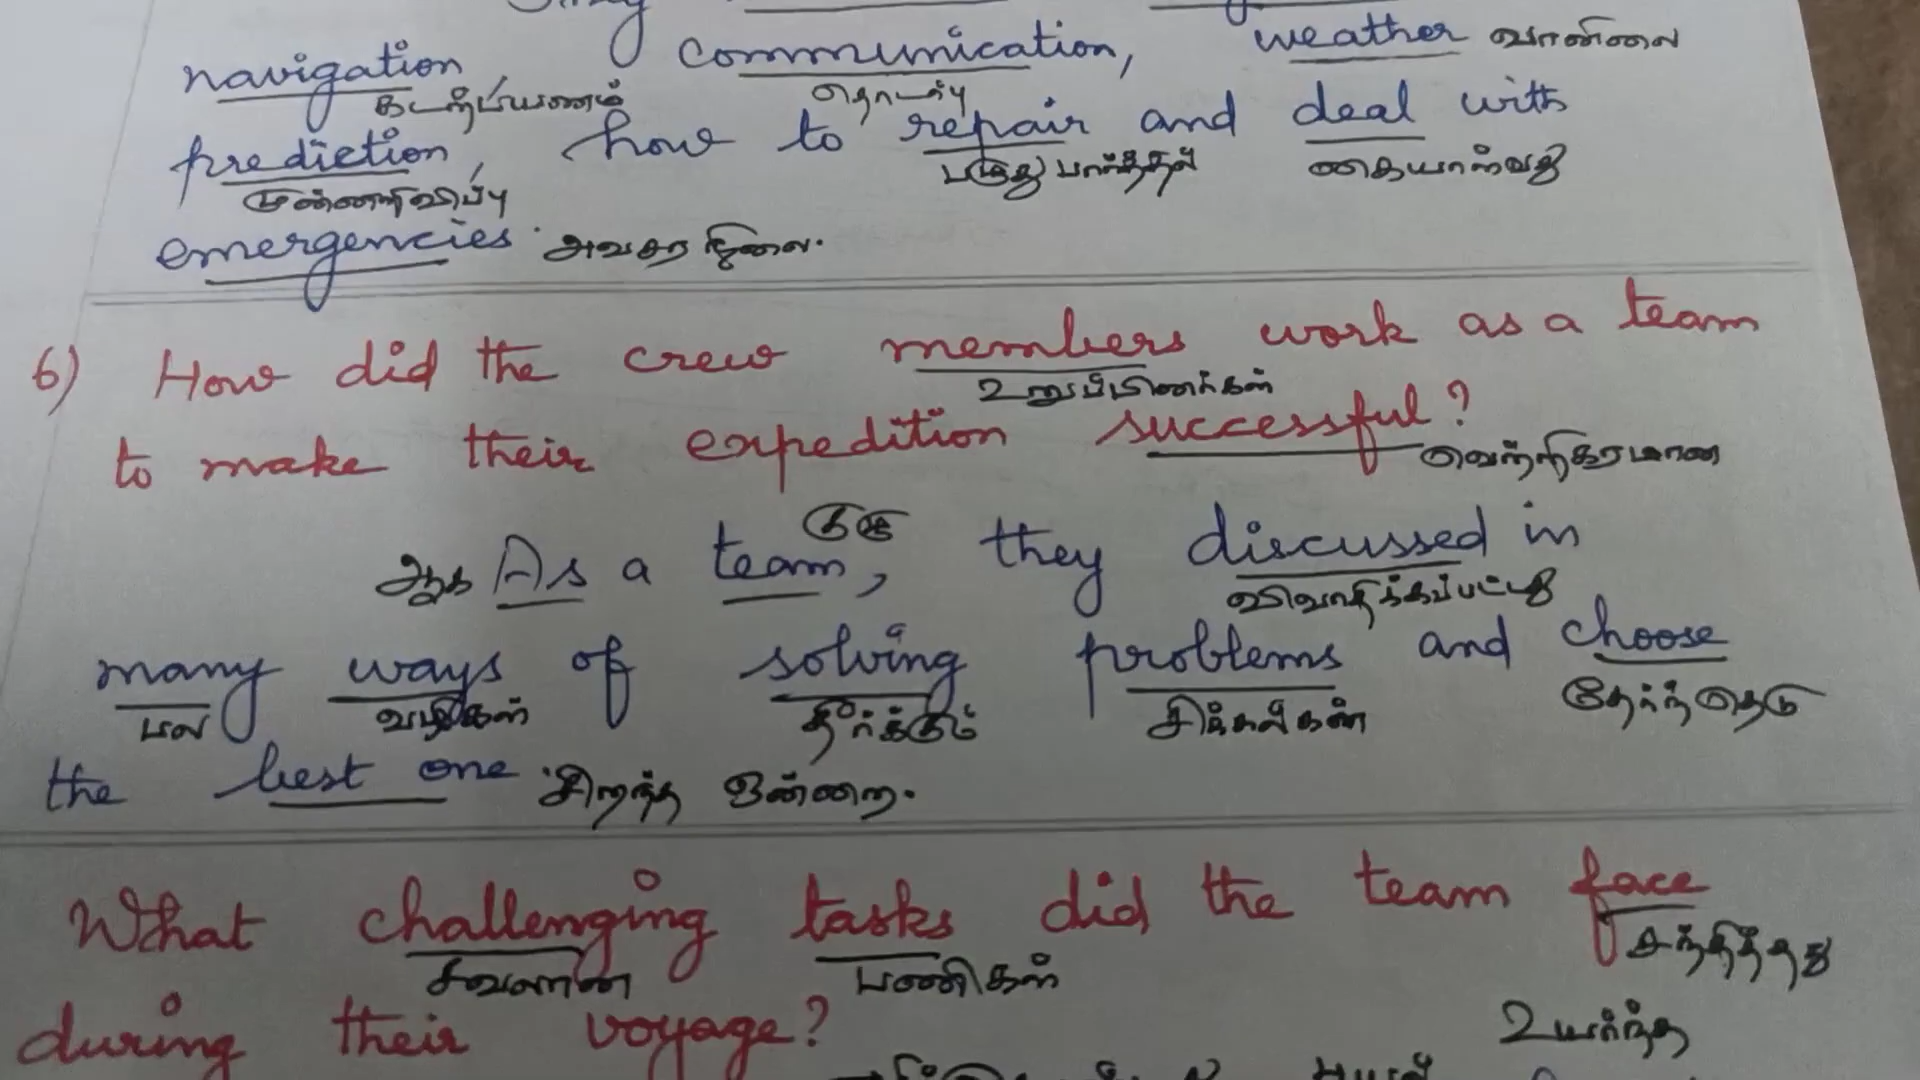 navigation communication, weather வானிலை
கடற்பயணம் தொடர்பு
prediction, how to repair and deal with
முன்னறிவிப்பு பழுது பார்த்தல் கையாள்வது
emergencies. அவசர நிலை.
6) How did the crew members work as a team
உறுப்பினர்கள்
to make their expedition successful?
வெற்றிகரமான
குழு
ஆக As a team, they discussed in
விவாதிக்கப்பட்டது
many ways of solving problems and choose
பல வழிகள் தீர்க்கும் சிக்கல்கள் தேர்ந்தெடு
the best one. சிறந்த ஒன்றை.
What challenging tasks did the team face
சவாலான பணிகள் சந்தித்தது
during their voyage?
உயர்ந்த